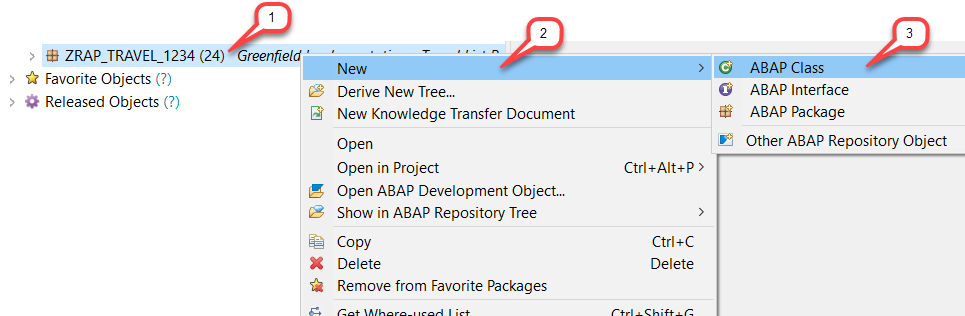 1
2
3
ZRAP_TRAVEL_1234 (24) Greenfield
Favorite Objects (?)
Released Objects (?)
New
Derive New Tree...
New Knowledge Transfer Document
Open
Open in Project Ctrl+Alt+P
Open ABAP Development Object...
Show in ABAP Repository Tree
Copy Ctrl+C
Delete Delete
Remove from Favorite Packages
Get Where-used List Ctrl+Shift+G
ABAP Class
ABAP Interface
ABAP Package
Other ABAP Repository Object